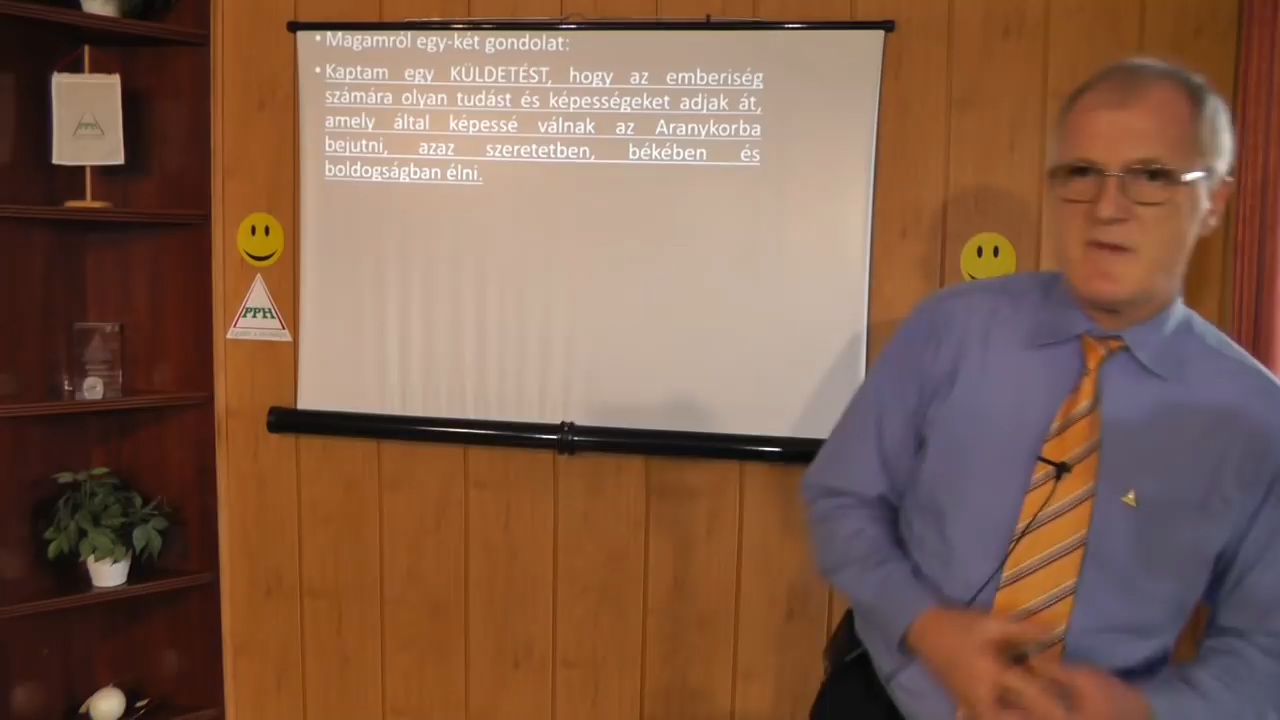 • Magamról egy-két gondolat:
• Kaptam egy KÜLDETÉST, hogy az emberiség
számára olyan tudást és képességeket adjak át,
amely által képessé válnak az Aranykorba
bejutni, azaz szeretetben, békében és
boldogságban élni.
PPH